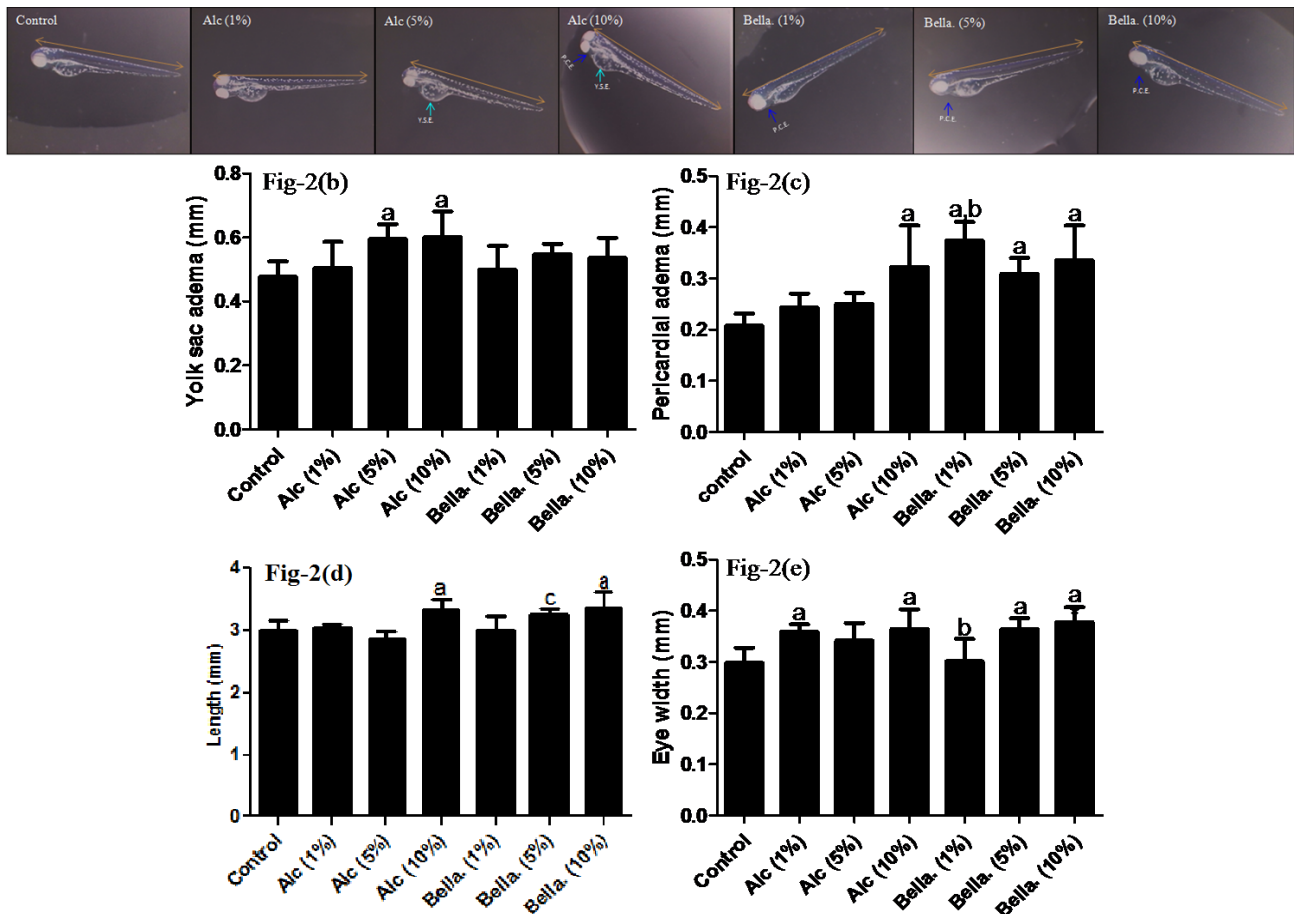 Control
Alc (1%)
Alc (5%)
Alc (10%)
Bella. (1%)
Bella. (5%)
Bella. (10%)
Y.S.E.
P.C.E.
Y.S.E.
P.C.E.
P.C.E.
P.C.E.
Fig-2(b)
Yolk sac adema (mm)
0.8
0.6
0.4
0.2
0.0
a
a
Control
Alc (1%)
Alc (5%)
Alc (10%)
Bella. (1%)
Bella. (5%)
Bella. (10%)
Fig-2(c)
Pericardial adema (mm)
0.5
0.4
0.3
0.2
0.1
0.0
a
a,b
a
a
control
Alc (1%)
Alc (5%)
Alc (10%)
Bella. (1%)
Bella. (5%)
Bella. (10%)
Fig-2(d)
Length (mm)
4
3
2
1
0
a
c
a
Control
Alc (1%)
Alc (5%)
Alc (10%)
Bella. (1%)
Bella. (5%)
Bella. (10%)
Fig-2(e)
Eye width (mm)
0.5
0.4
0.3
0.2
0.1
0.0
a
a
b
a
a
Control
Alc (1%)
Alc (5%)
Alc (10%)
Bella. (1%)
Bella. (5%)
Bella. (10%)